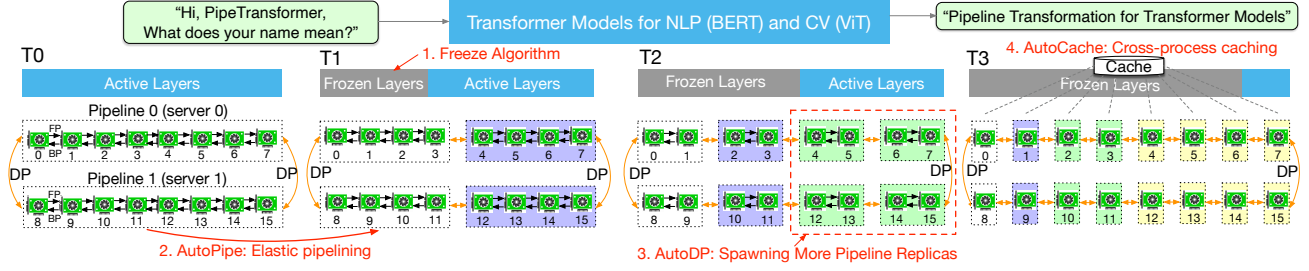 “Hi, PipeTransformer,
What does your name mean?”
Transformer Models for NLP (BERT) and CV (ViT)
“Pipeline Transformation for Transformer Models”
T0
Active Layers
Pipeline 0 (server 0)
FP
BP
0 1 2 3 4 5 6 7
DP DP
Pipeline 1 (server 1)
FP
BP
8 9 10 11 12 13 14 15
2. AutoPipe: Elastic pipelining
T1
1. Freeze Algorithm
Frozen Layers Active Layers
0 1 2 3 4 5 6 7
8 9 10 11 12 13 14 15
T2
Frozen Layers Active Layers
0 1 2 3 4 5 6 7
DP DP
8 9 10 11 12 13 14 15
3. AutoDP: Spawning More Pipeline Replicas
4. AutoCache: Cross-process caching
T3
Cache
Frozen Layers
0 1 2 3 4 5 6 7
DP
8 9 10 11 12 13 14 15